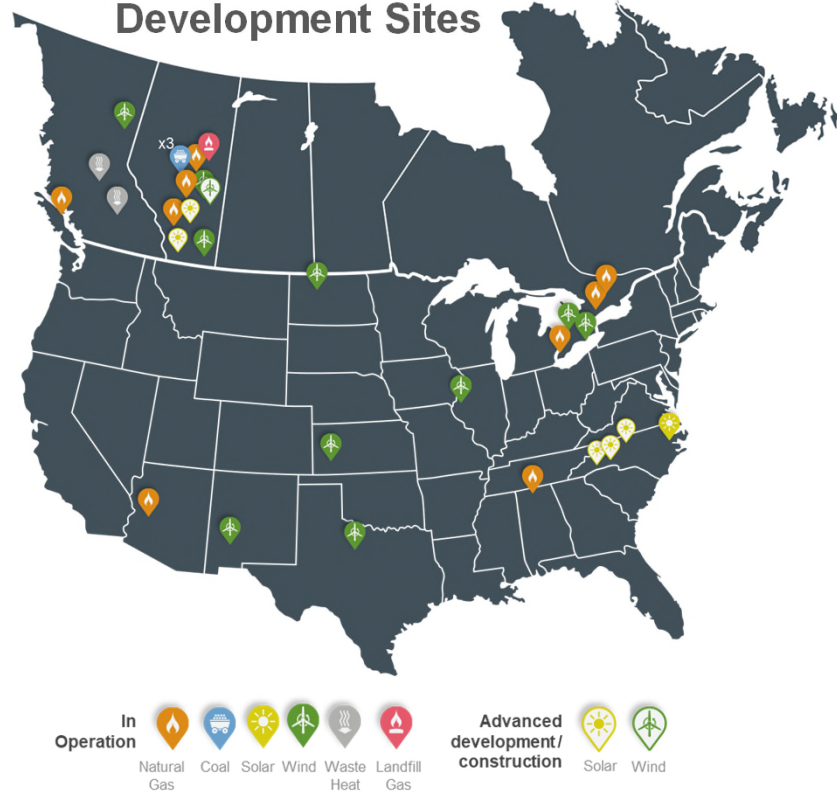 Development Sites
x3
In
Operation
Natural
Gas
Coal
Solar
Wind
Waste
Heat
Landfill
Gas
Advanced
development/
construction
Solar
Wind